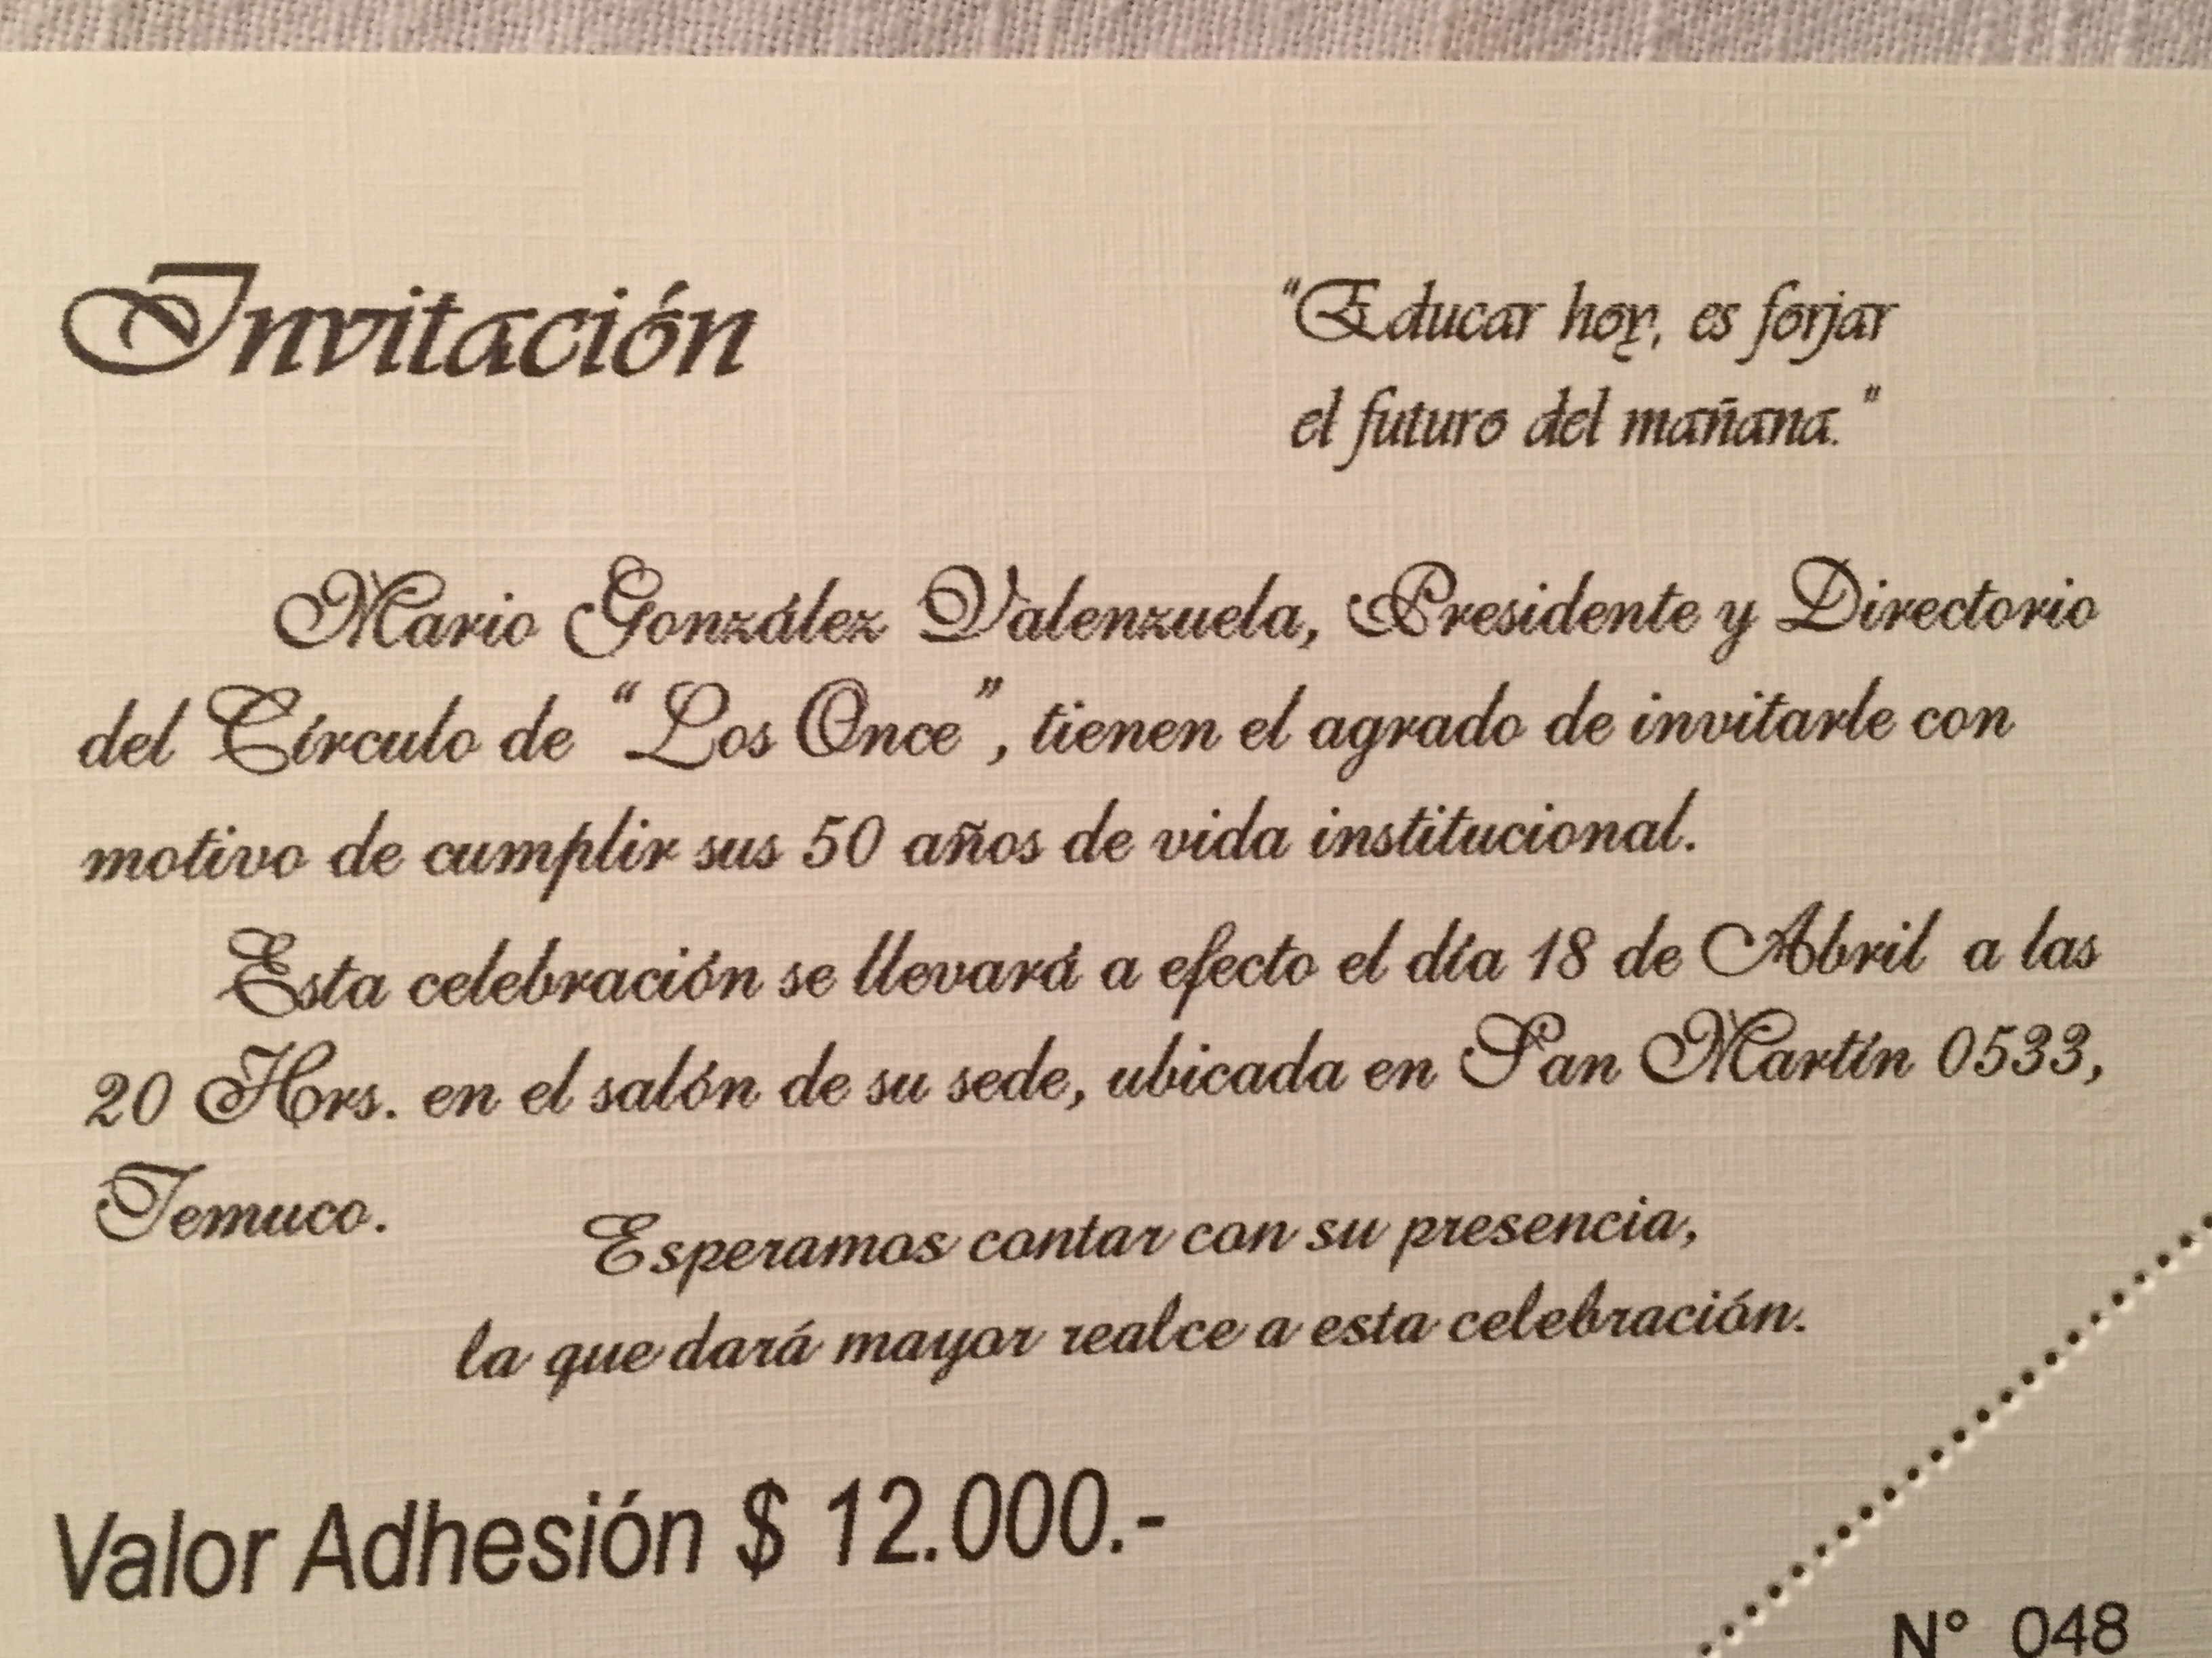 Invitación
"Educar hoy, es forjar
el futuro del mañana."
Mario González Valenzuela, Presidente y Directorio
del Círculo de "Los Once", tienen el agrado de invitarle con
motivo de cumplir sus 50 años de vida institucional.
Esta celebración se llevará a efecto el día 18 de Abril a las
20 Hrs. en el salón de su sede, ubicada en San Martín 0533,
Temuco.
Esperamos contar con su presencia,
la que dará mayor realce a esta celebración.
Valor Adhesión $ 12.000.-
N° 048